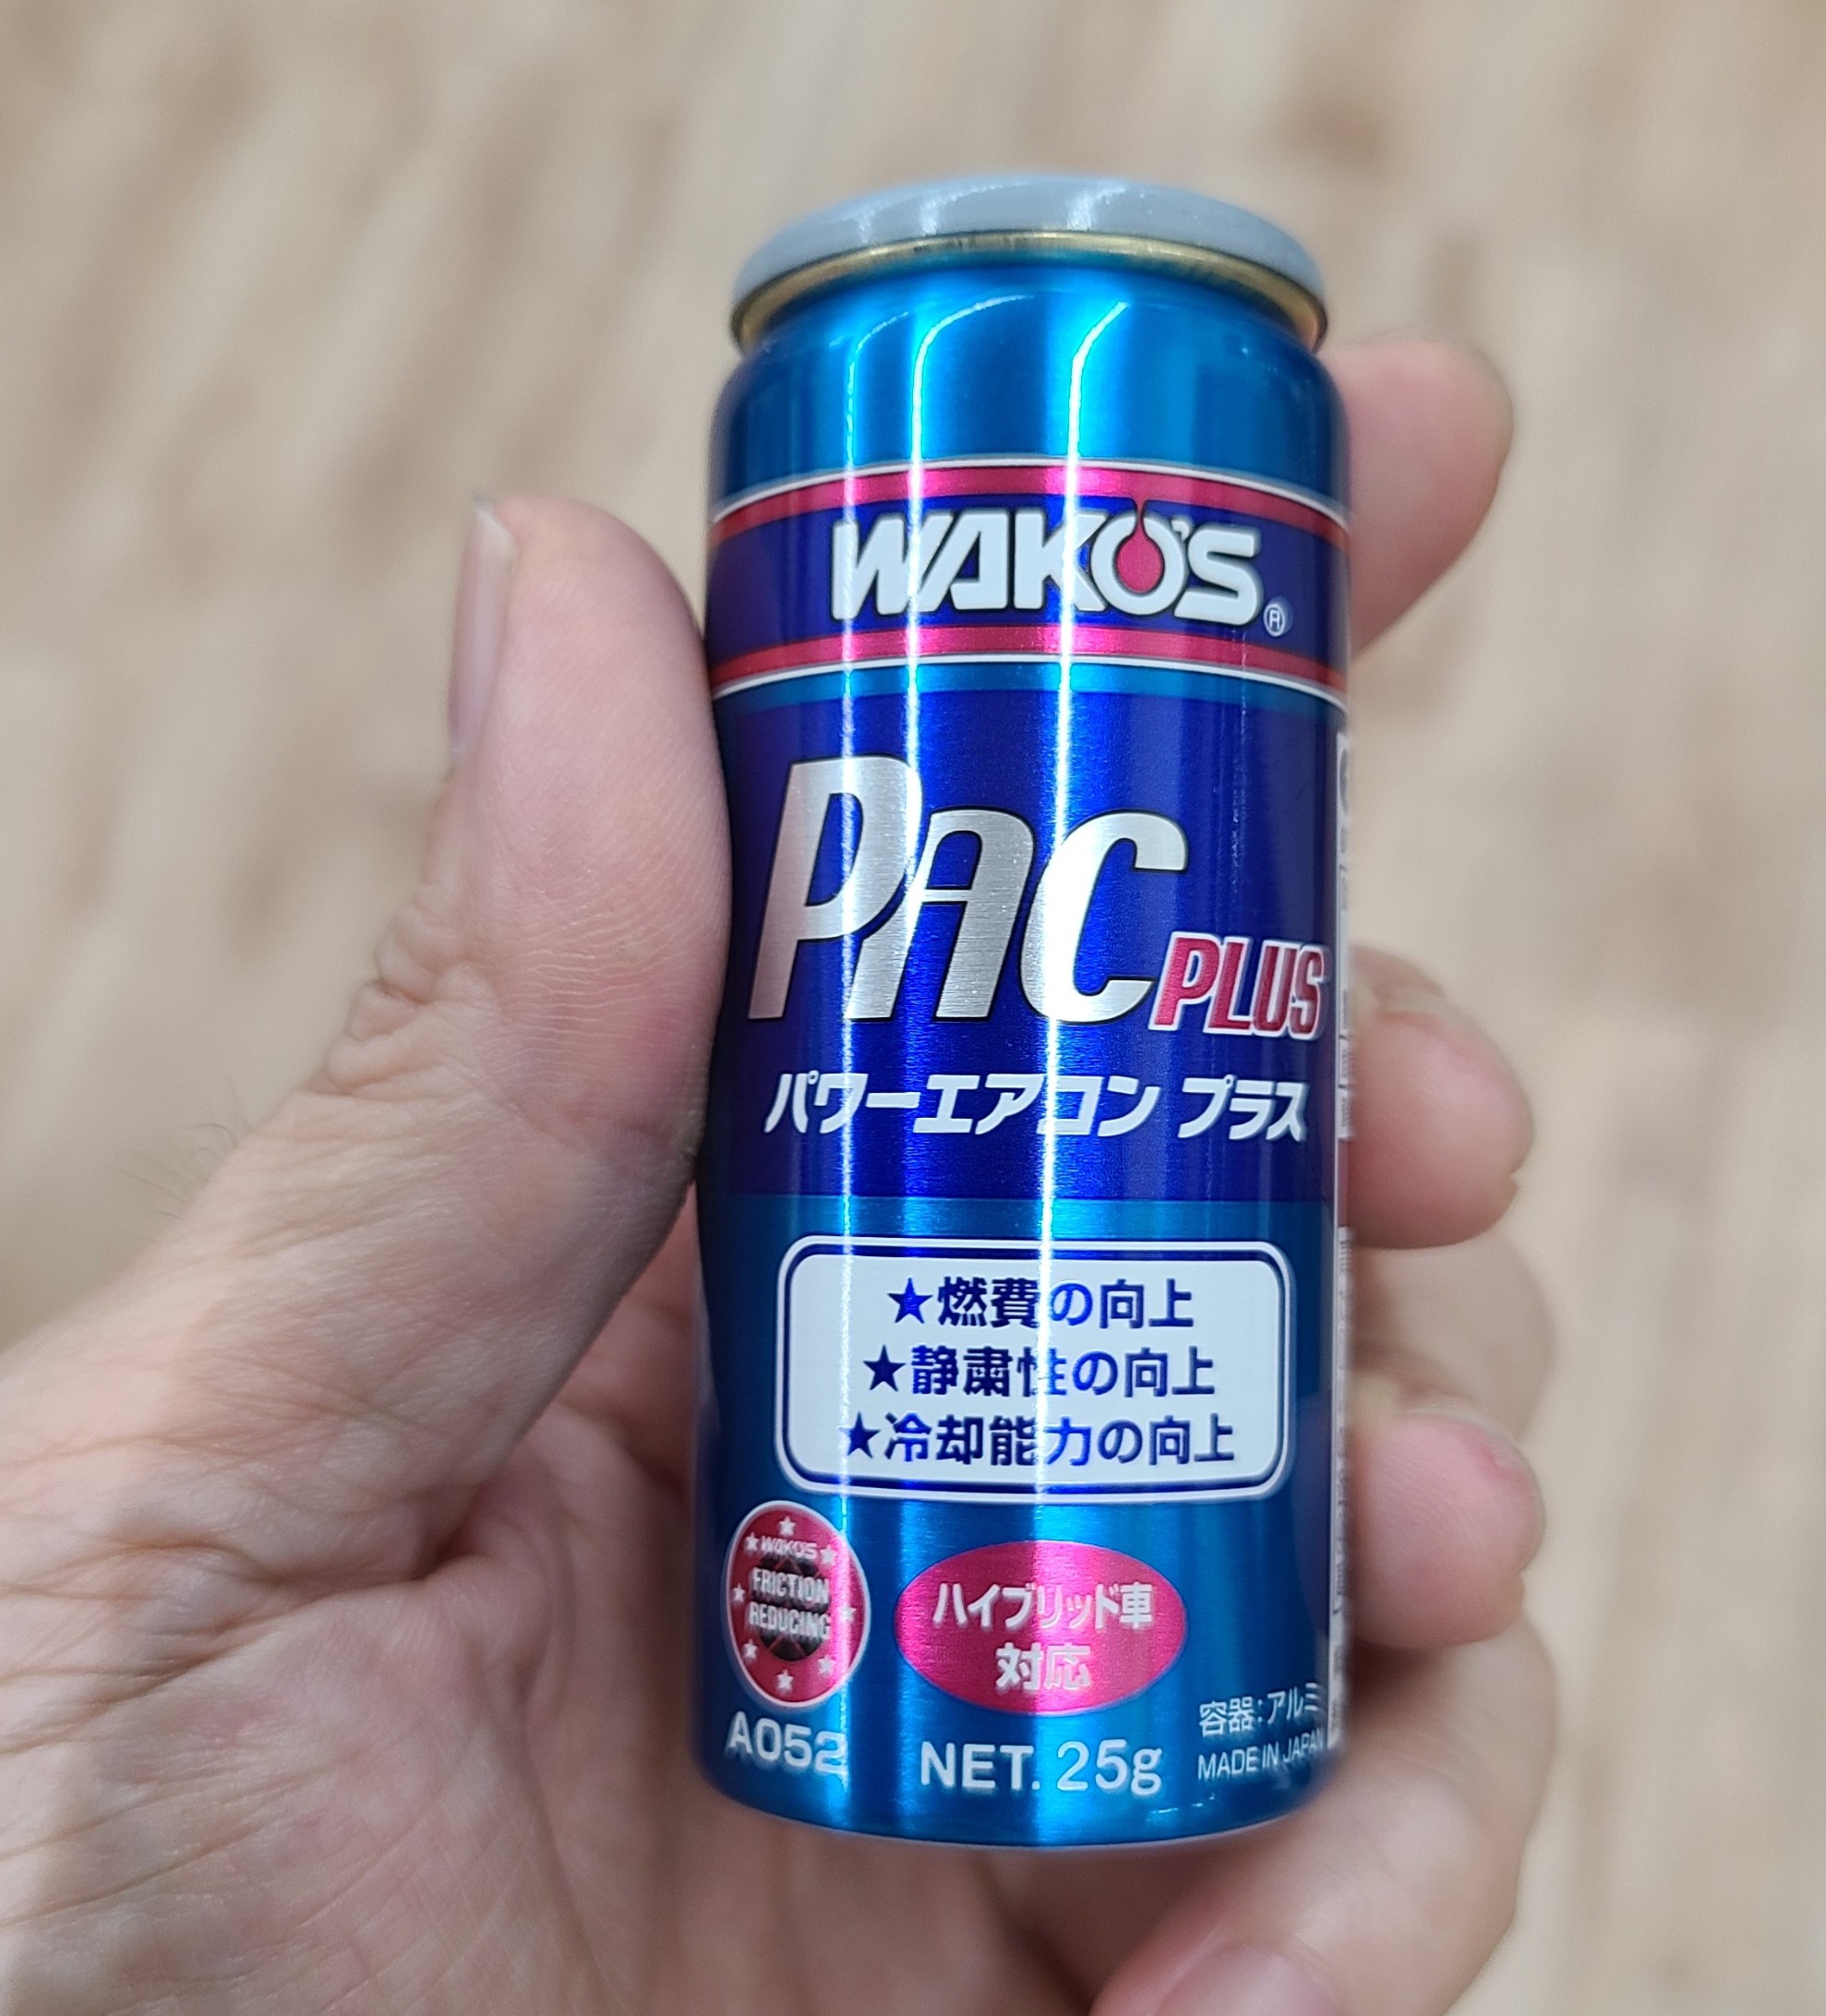 WAKO'S®
PAC PLUS
パワーエアコン プラス
★燃費の向上
★静粛性の向上
★冷却能力の向上
WAKO'S
FRICTION
REDUCING
ハイブリッド車
対応
A052
NET. 25g
容器:アルミ
MADE IN JAPAN